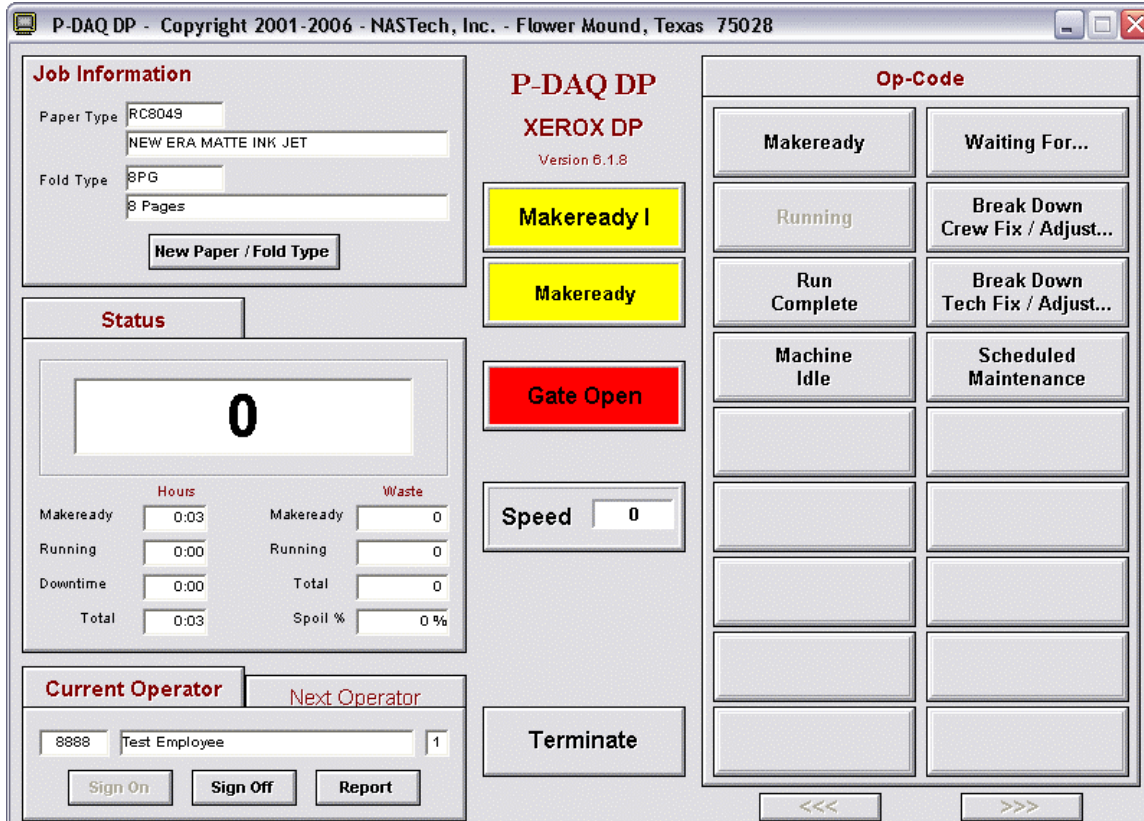 P-DAQ DP - Copyright 2001-2006 - NASTech, Inc. - Flower Mound, Texas 75028
Job Information
Paper Type RC8049
NEW ERA MATTE INK JET
Fold Type 8PG
8 Pages
New Paper / Fold Type
Status
0
Hours Waste
Makeready 0:03 Makeready 0
Running 0:00 Running 0
Downtime 0:00 Total 0
Total 0:03 Spoil % 0 %
Current Operator Next Operator
8888 Test Employee 1
Sign On Sign Off Report
P-DAQ DP
XEROX DP
Version 6.1.8
Makeready I
Makeready
Gate Open
Speed 0
Terminate
Op-Code
Makeready Waiting For...
Running
Break Down
Crew Fix / Adjust...
Run
Complete
Break Down
Tech Fix / Adjust...
Machine
Idle
Scheduled
Maintenance
<<< >>>